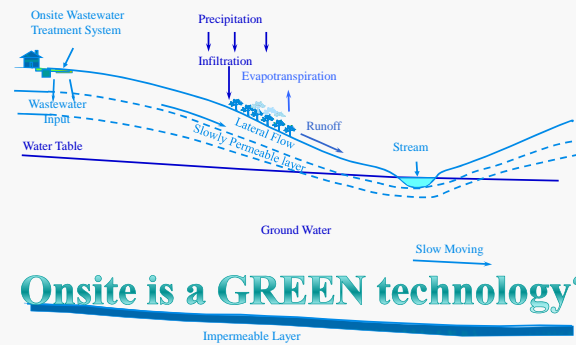 Onsite Wastewater
Treatment System
Precipitation
Infiltration
Evapotranspiration
Wastewater
Input
Lateral Flow
Runoff
Slowly Permeable layer
Water Table
Stream
Ground Water
Slow Moving
Onsite is a GREEN technology
Impermeable Layer